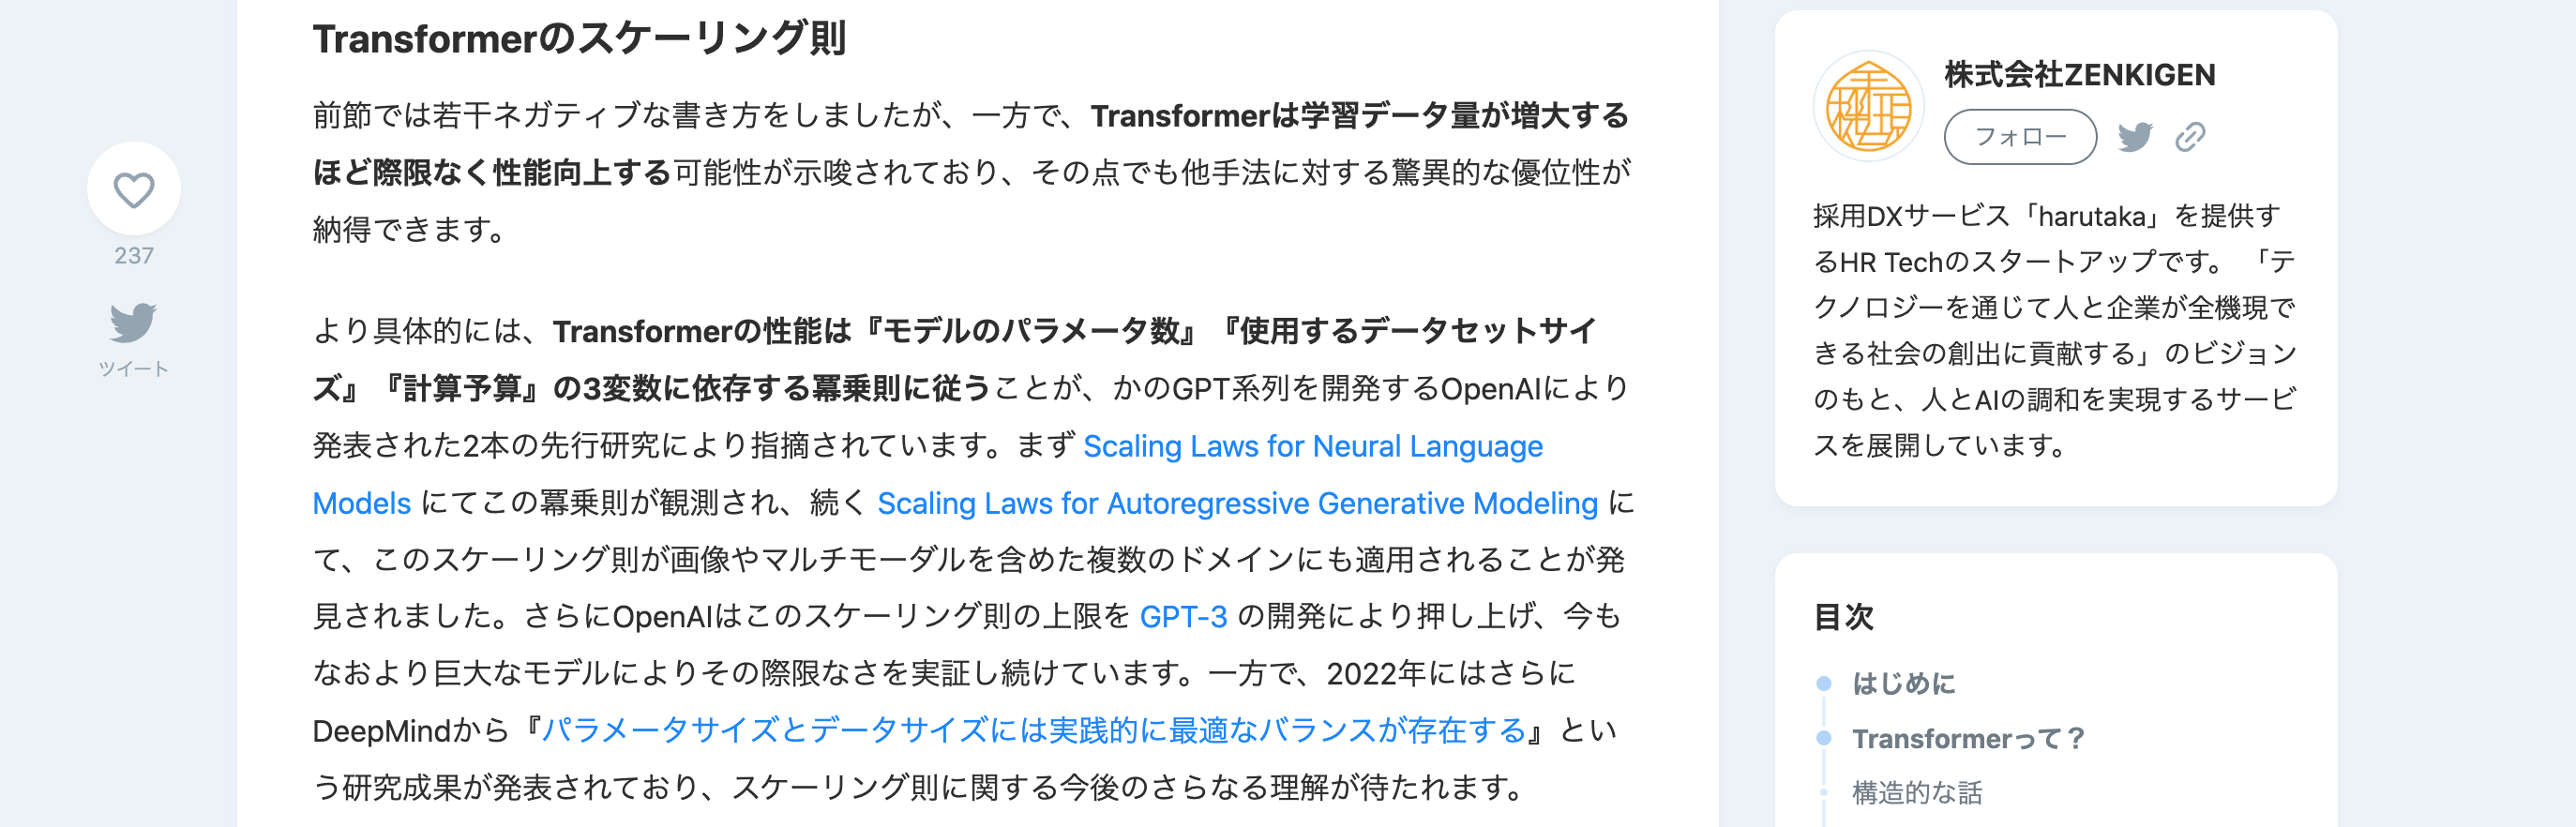 Transformerのスケーリング則
前節では若干ネガティブな書き方をしましたが、一方で、Transformerは学習データ量が増大する
ほど際限なく性能向上する可能性が示唆されており、その点でも他手法に対する驚異的な優位性が
納得できます。
より具体的には、Transformerの性能は『モデルのパラメータ数』『使用するデータセットサイ
ズ』『計算予算』の3変数に依存する冪乗則に従うことが、かのGPT系列を開発するOpenAIにより
発表された2本の先行研究により指摘されています。まず Scaling Laws for Neural Language
Models にてこの冪乗則が観測され、続く Scaling Laws for Autoregressive Generative Modeling に
て、このスケーリング則が画像やマルチモーダルを含めた複数のドメインにも適用されることが発
見されました。さらにOpenAIはこのスケーリング則の上限を GPT-3 の開発により押し上げ、今も
なおより巨大なモデルによりその際限なさを実証し続けています。一方で、2022年にはさらに
DeepMindから『パラメータサイズとデータサイズには実践的に最適なバランスが存在する』とい
う研究成果が発表されており、スケーリング則に関する今後のさらなる理解が待たれます。
237
ツイート
株式会社ZENKIGEN
フォロー
採用DXサービス「harutaka」を提供す
るHR Techのスタートアップです。 「テ
クノロジーを通じて人と企業が全機現で
きる社会の創出に貢献する」のビジョン
のもと、人とAIの調和を実現するサービ
スを展開しています。
目次
はじめに
Transformerって？
構造的な話